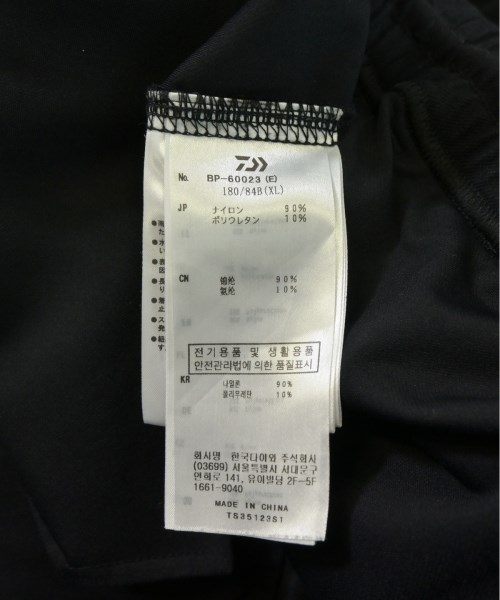 No. BP-60023 (E)
180/84B(XL)
JP ナイロン 90%
ポリウレタン 10%
CN 锦纶 90%
氨纶 10%
전기용품 및 생활용품
안전관리법에 의한 품질표시
KR 나일론 90%
폴리우레탄 10%
회사명 한국다이와 주식회사
(03699) 서울특별시 서대문구
연희로 141, 유이빌딩 2F-5F
1661-9040
MADE IN CHINA
TS35123S1